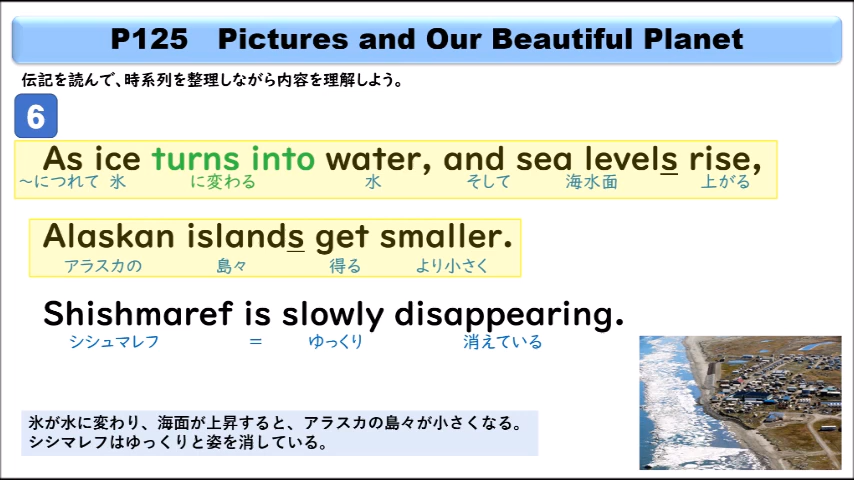 P125 Pictures and Our Beautiful Planet
伝記を読んで、時系列を整理しながら内容を理解しよう。
6
As ice turns into water, and sea levels rise,
～につれて 氷 に変わる 水 そして 海水面 上がる
Alaskan islands get smaller.
アラスカの 島々 得る より小さく
Shishmaref is slowly disappearing.
シシュマレフ ＝ ゆっくり 消えている
氷が水に変わり、海面が上昇すると、アラスカの島々が小さくなる。
シシマレフはゆっくりと姿を消している。